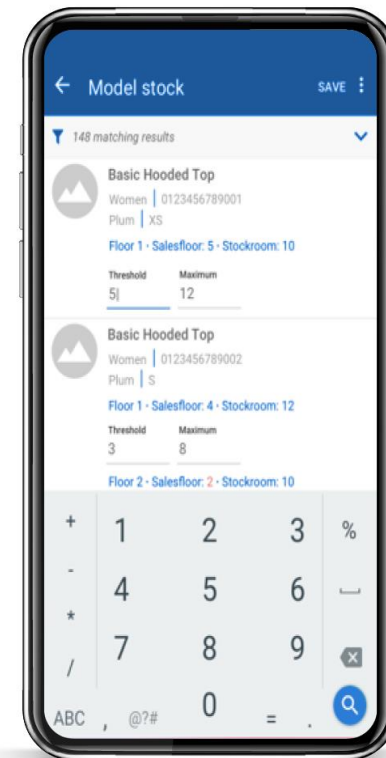 Model stock SAVE
148 matching results
Basic Hooded Top
Women | 0123456789001
Plum | XS
Floor 1 · Salesfloor: 5 · Stockroom: 10
Threshold Maximum
5 12
Basic Hooded Top
Women | 0123456789002
Plum | S
Floor 1 · Salesfloor: 4 · Stockroom: 12
Threshold Maximum
3 8
Floor 2 · Salesfloor: 2 · Stockroom: 10
+ 1 2 3 %
- 4 5 6
* 7 8 9
/
ABC , @?# 0 = .